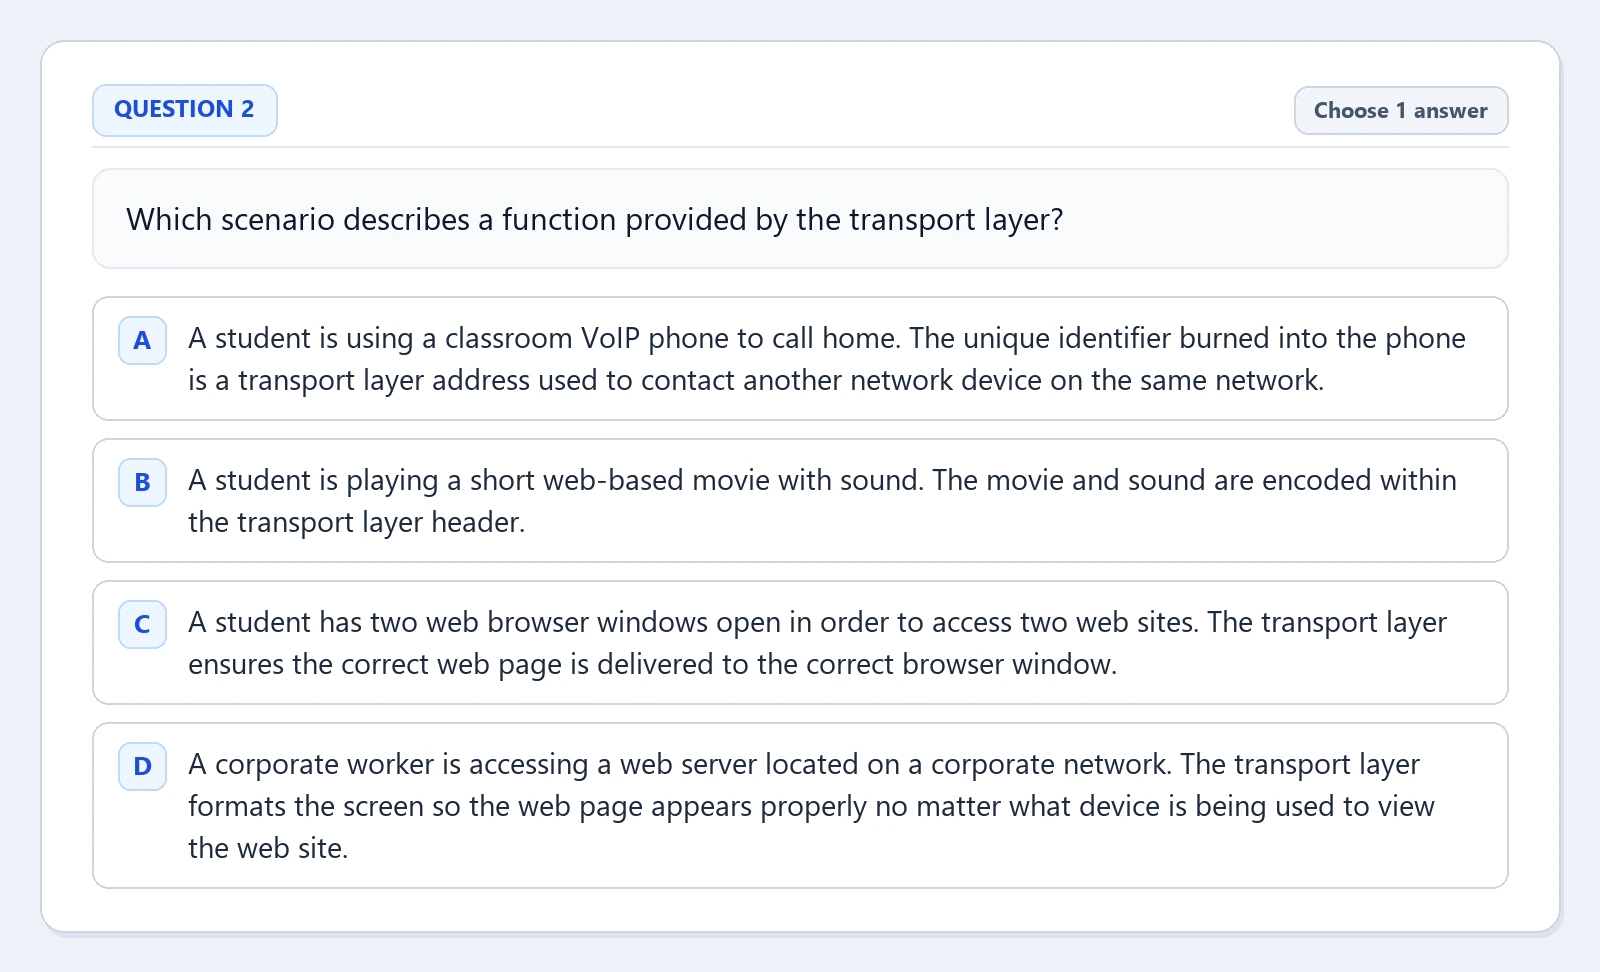 QUESTION 2
Choose 1 answer
Which scenario describes a function provided by the transport layer?
A
A student is using a classroom VoIP phone to call home. The unique identifier burned into the phone
is a transport layer address used to contact another network device on the same network.
B
A student is playing a short web-based movie with sound. The movie and sound are encoded within
the transport layer header.
C
A student has two web browser windows open in order to access two web sites. The transport layer
ensures the correct web page is delivered to the correct browser window.
D
A corporate worker is accessing a web server located on a corporate network. The transport layer
formats the screen so the web page appears properly no matter what device is being used to view
the web site.